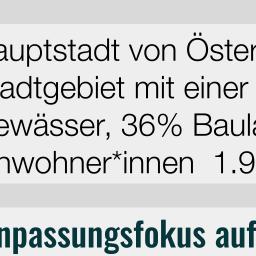 auptstadt von Öster
adtgebiet mit einer
ewässer, 36% Baula
nwohner*innen 1.9
npassungsfokus auf